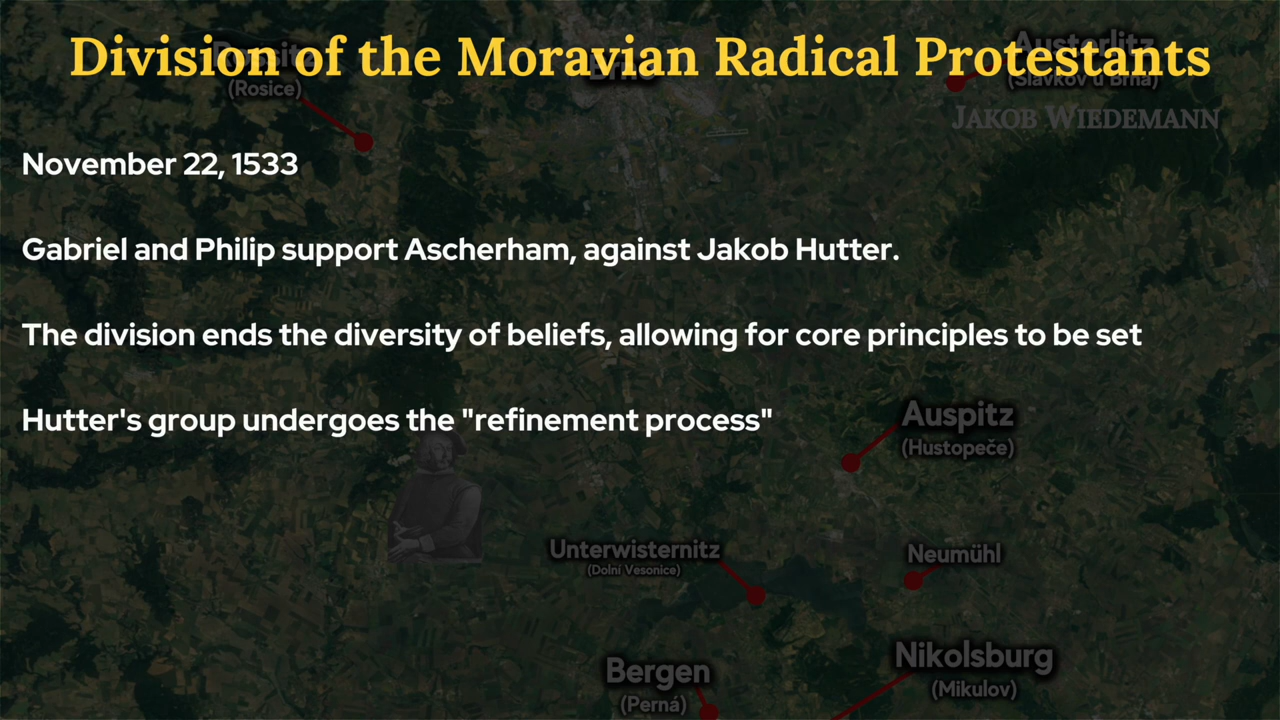 Division of the Moravian Radical Protestants
(Rosice)
Brno
Austerlitz
(Slavkov u Brna)
JAKOB WIEDEMANN
November 22, 1533
Gabriel and Philip support Ascherham, against Jakob Hutter.
The division ends the diversity of beliefs, allowing for core principles to be set
Hutter's group undergoes the "refinement process"
Auspitz
(Hustopeče)
Unterwisternitz
(Dolní Vesonice)
Neumühl
Nikolsburg
(Mikulov)
Bergen
(Perná)